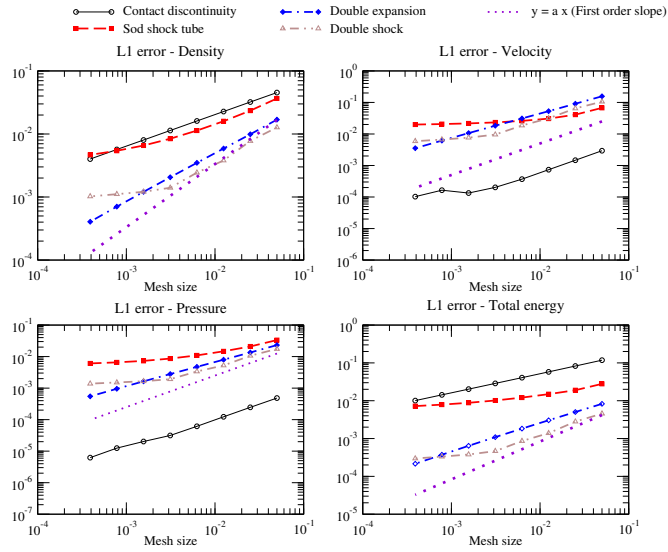 Contact discontinuity Double expansion y = a x (First order slope)
Sod shock tube Double shock
L1 error - Density L1 error - Velocity
10^-1 10^0
10^-1
10^-2 10^-2
10^-3
10^-3 10^-4
10^-5
10^-4 10^-6
10^-4 10^-3 10^-2 10^-1 10^-4 10^-3 10^-2 10^-1
Mesh size Mesh size
L1 error - Pressure L1 error - Total energy
10^-1 10^0
10^-2 10^-1
10^-3 10^-2
10^-4 10^-3
10^-5
10^-6 10^-4
10^-7 10^-5
10^-4 10^-3 10^-2 10^-1 10^-4 10^-3 10^-2 10^-1
Mesh size Mesh size